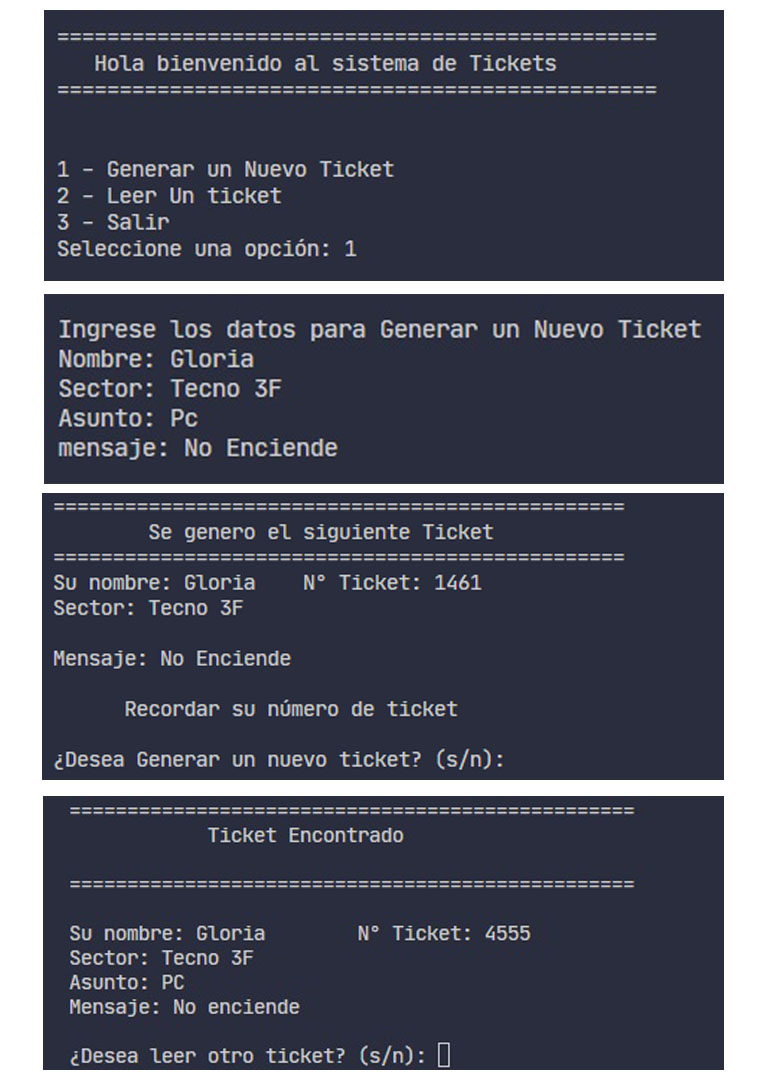 ================================================
Hola bienvenido al sistema de Tickets
================================================
1 - Generar un Nuevo Ticket
2 - Leer Un ticket
3 - Salir
Seleccione una opción: 1
Ingrese los datos para Generar un Nuevo Ticket
Nombre: Gloria
Sector: Tecno 3F
Asunto: Pc
mensaje: No Enciende
================================================
Se genero el siguiente Ticket
================================================
Su nombre: Gloria    N° Ticket: 1461
Sector: Tecno 3F
Mensaje: No Enciende
Recordar su número de ticket
¿Desea Generar un nuevo ticket? (s/n):
=================================================
Ticket Encontrado
=================================================
Su nombre: Gloria        N° Ticket: 4555
Sector: Tecno 3F
Asunto: PC
Mensaje: No enciende
¿Desea leer otro ticket? (s/n):